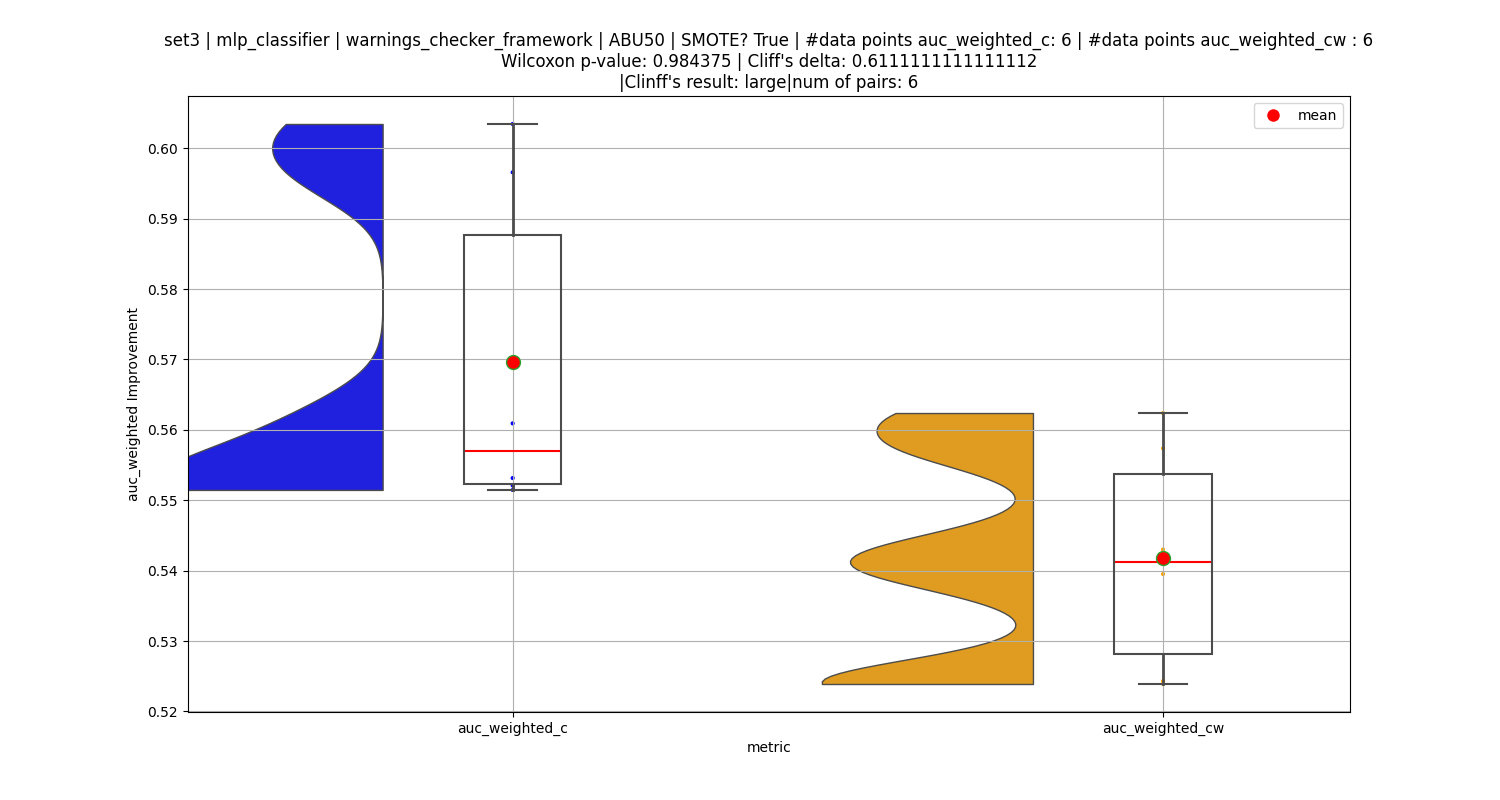 set3 | mlp_classifier | warnings_checker_framework | ABU50 | SMOTE? True | #data points auc_weighted_c: 6 | #data points auc_weighted_cw : 6
Wilcoxon p-value: 0.984375 | Cliff's delta: 0.6111111111111112
|Clinff's result: large|num of pairs: 6
mean
0.60
0.59
0.58
0.57
0.56
0.55
0.54
0.53
0.52
auc_weighted Improvement
auc_weighted_c
auc_weighted_cw
metric